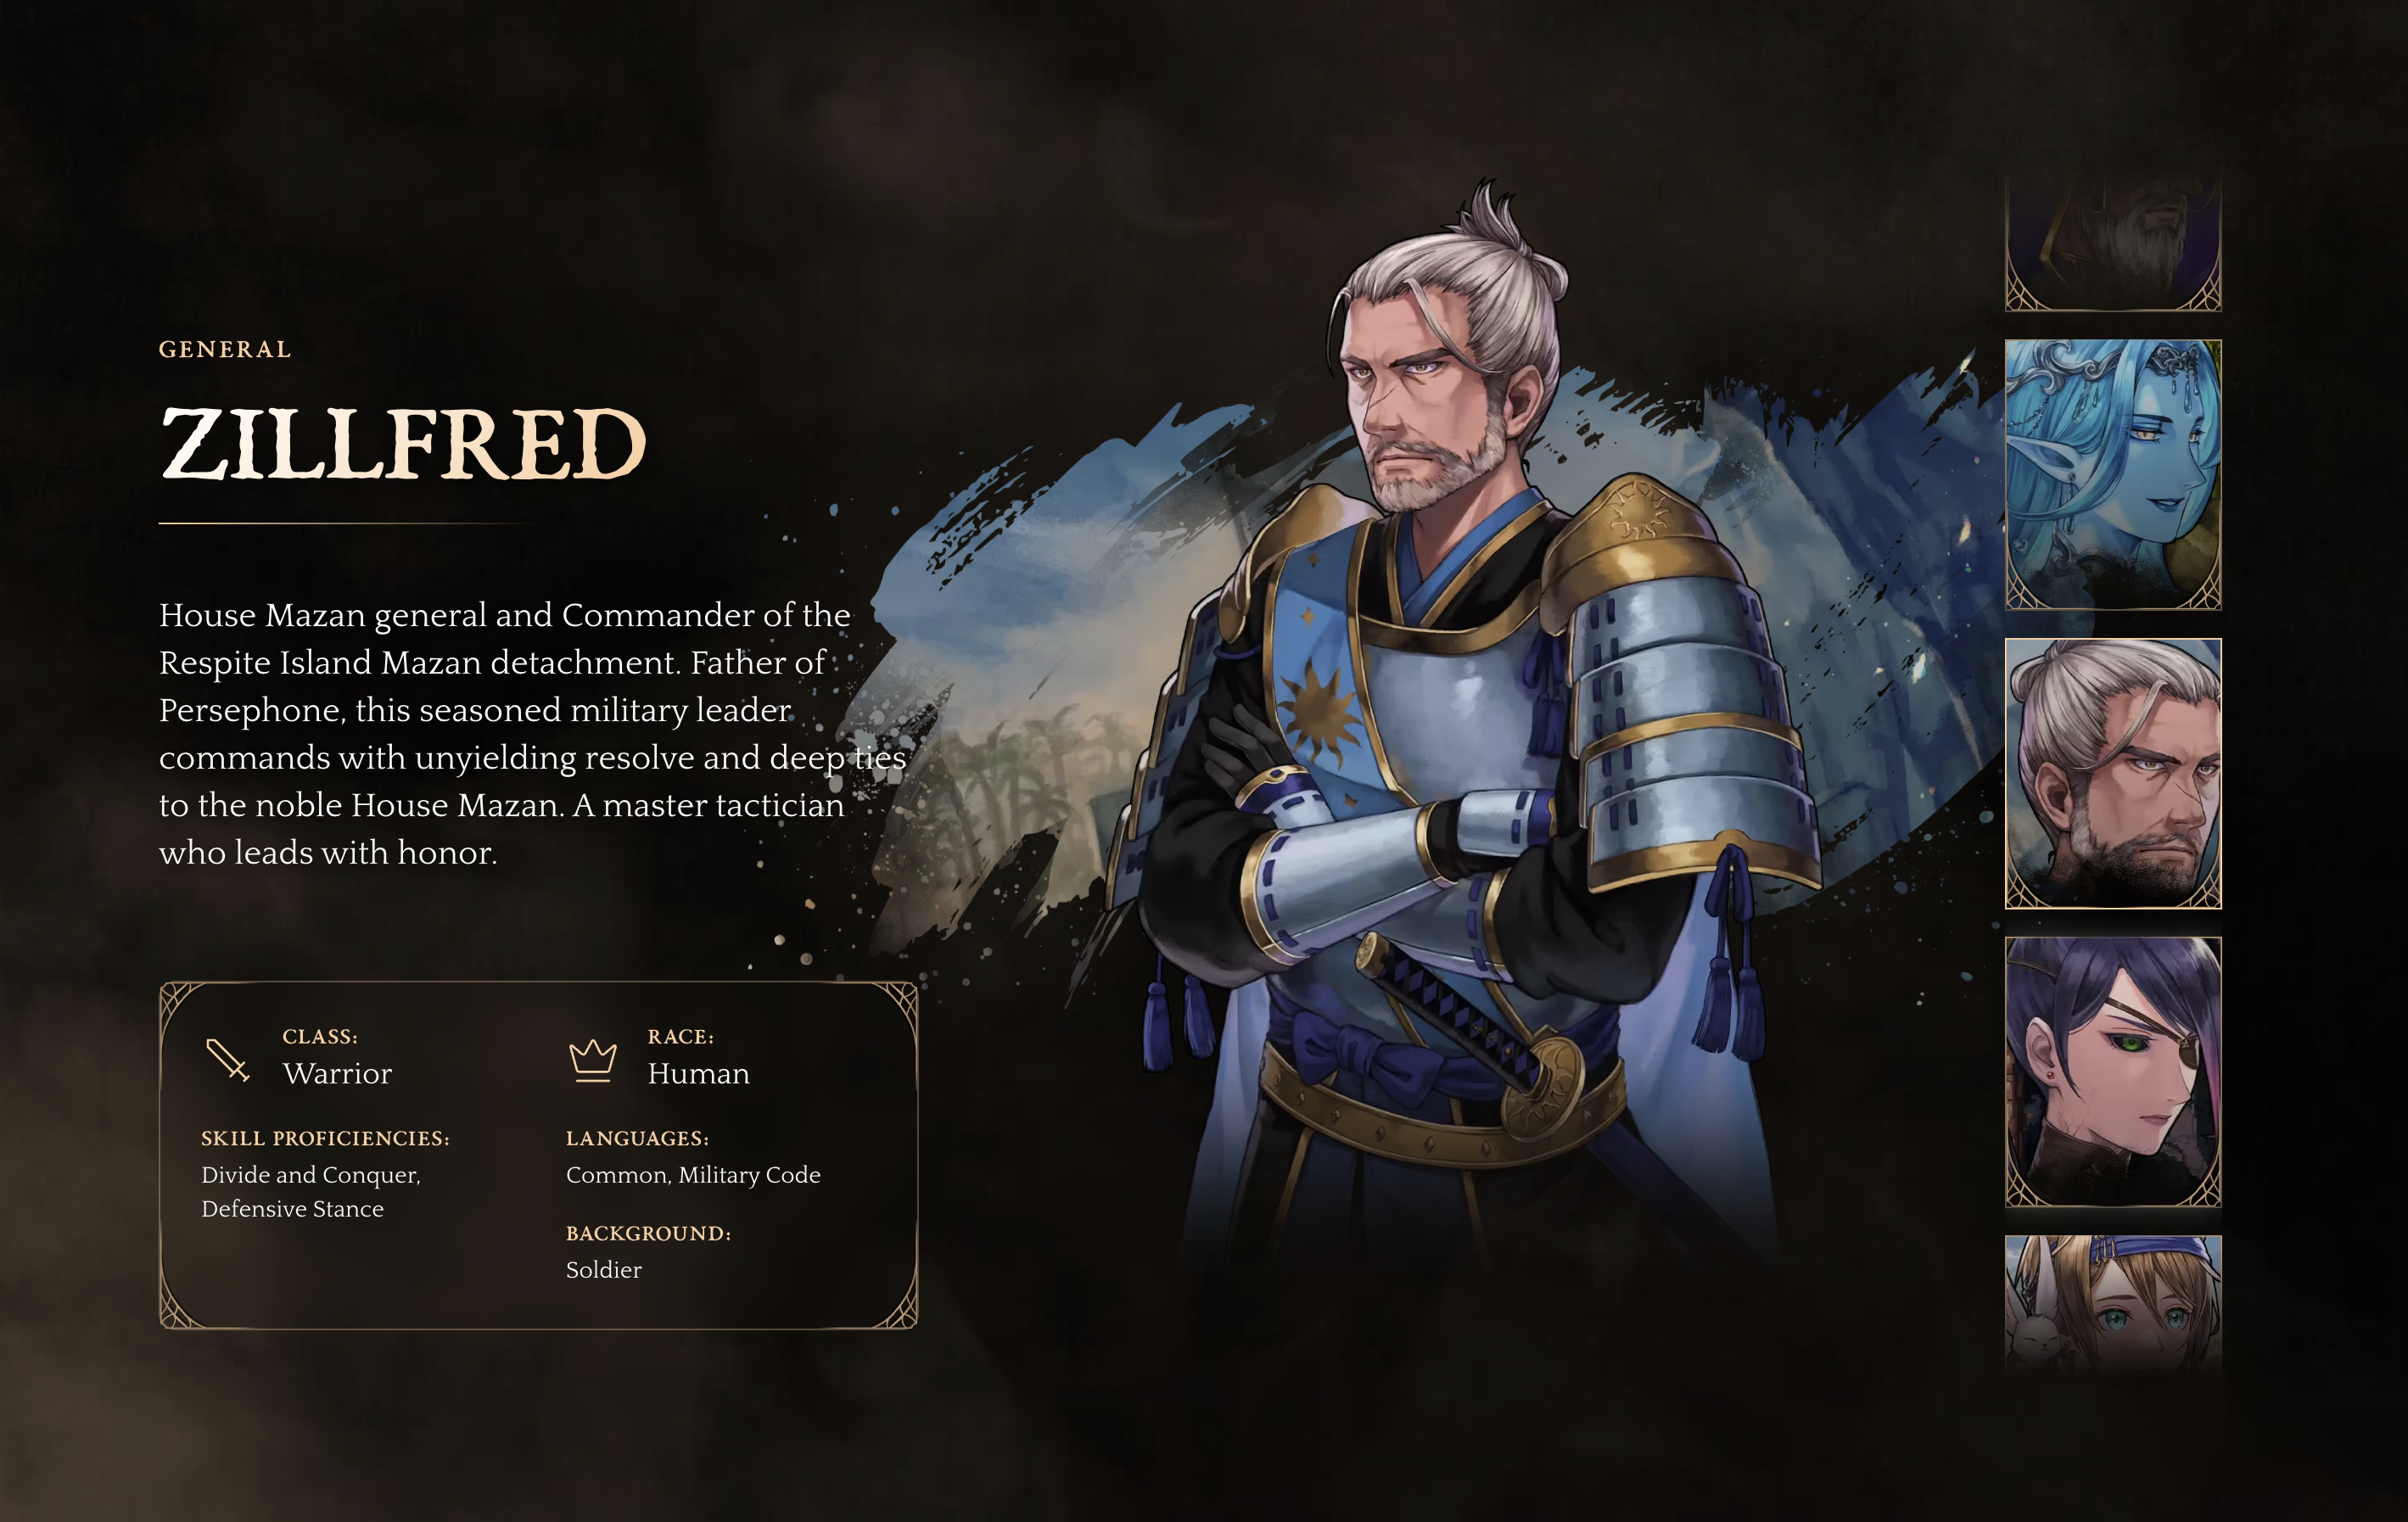 GENERAL
ZILLFRED
House Mazan general and Commander of the
Respite Island Mazan detachment. Father of
Persephone, this seasoned military leader
commands with unyielding resolve and deep ties
to the noble House Mazan. A master tactician
who leads with honor.
CLASS:
Warrior
RACE:
Human
SKILL PROFICIENCIES:
Divide and Conquer,
Defensive Stance
LANGUAGES:
Common, Military Code
BACKGROUND:
Soldier